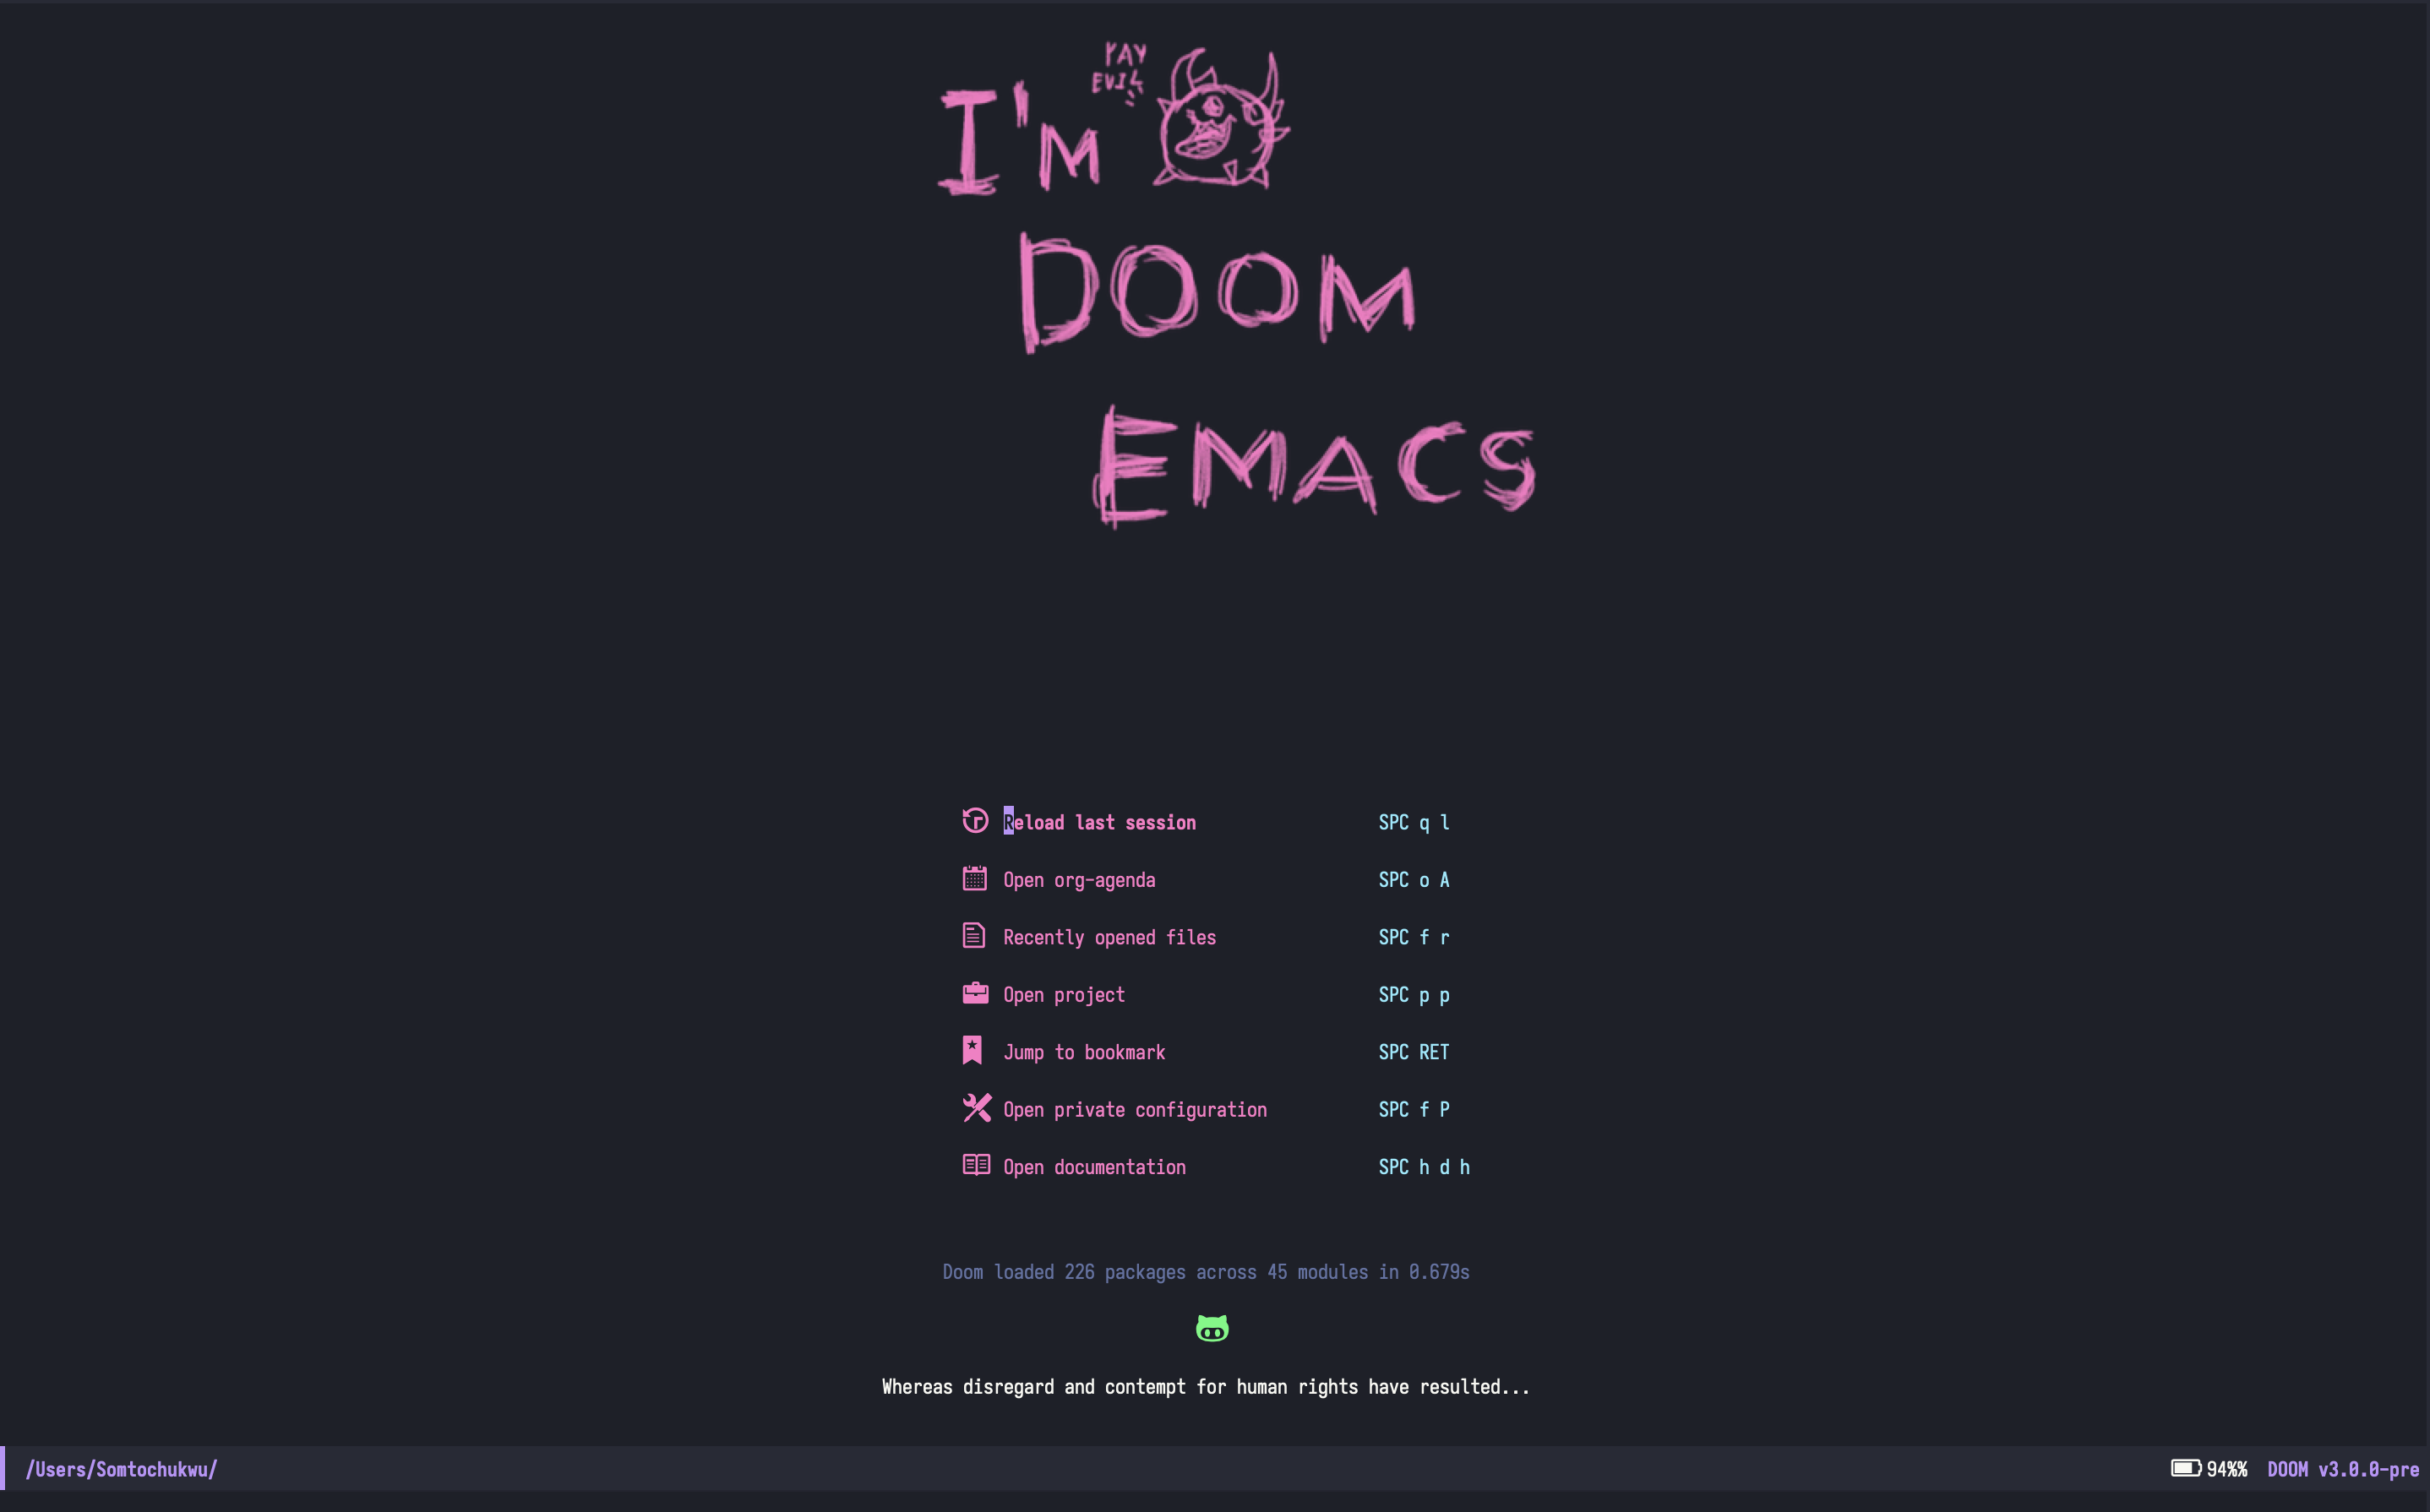 YAY
EVIL
I'M
DOOM
EMACS
Reload last session SPC q l
Open org-agenda SPC o A
Recently opened files SPC f r
Open project SPC p p
Jump to bookmark SPC RET
Open private configuration SPC f P
Open documentation SPC h d h
Doom loaded 226 packages across 45 modules in 0.679s
Whereas disregard and contempt for human rights have resulted...
/Users/Somtochukwu/ 94%% DOOM v3.0.0-pre